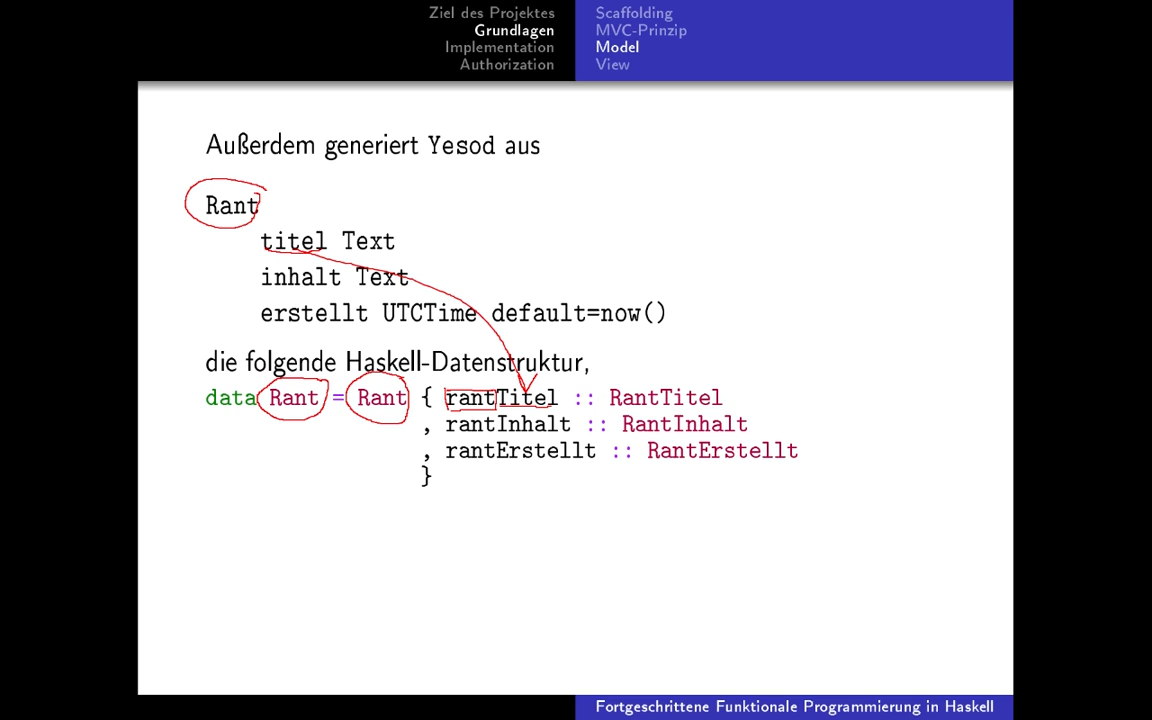 Ziel des Projektes
Grundlagen
Implementation
Authorization
Scaffolding
MVC-Prinzip
Model
View
Außerdem generiert Yesod aus
Rant
titel Text
inhalt Text
erstellt UTCTime default=now()
die folgende Haskell-Datenstruktur,
data Rant = Rant { rantTitel :: RantTitel
, rantInhalt :: RantInhalt
, rantErstellt :: RantErstellt
}
Fortgeschrittene Funktionale Programmierung in Haskell